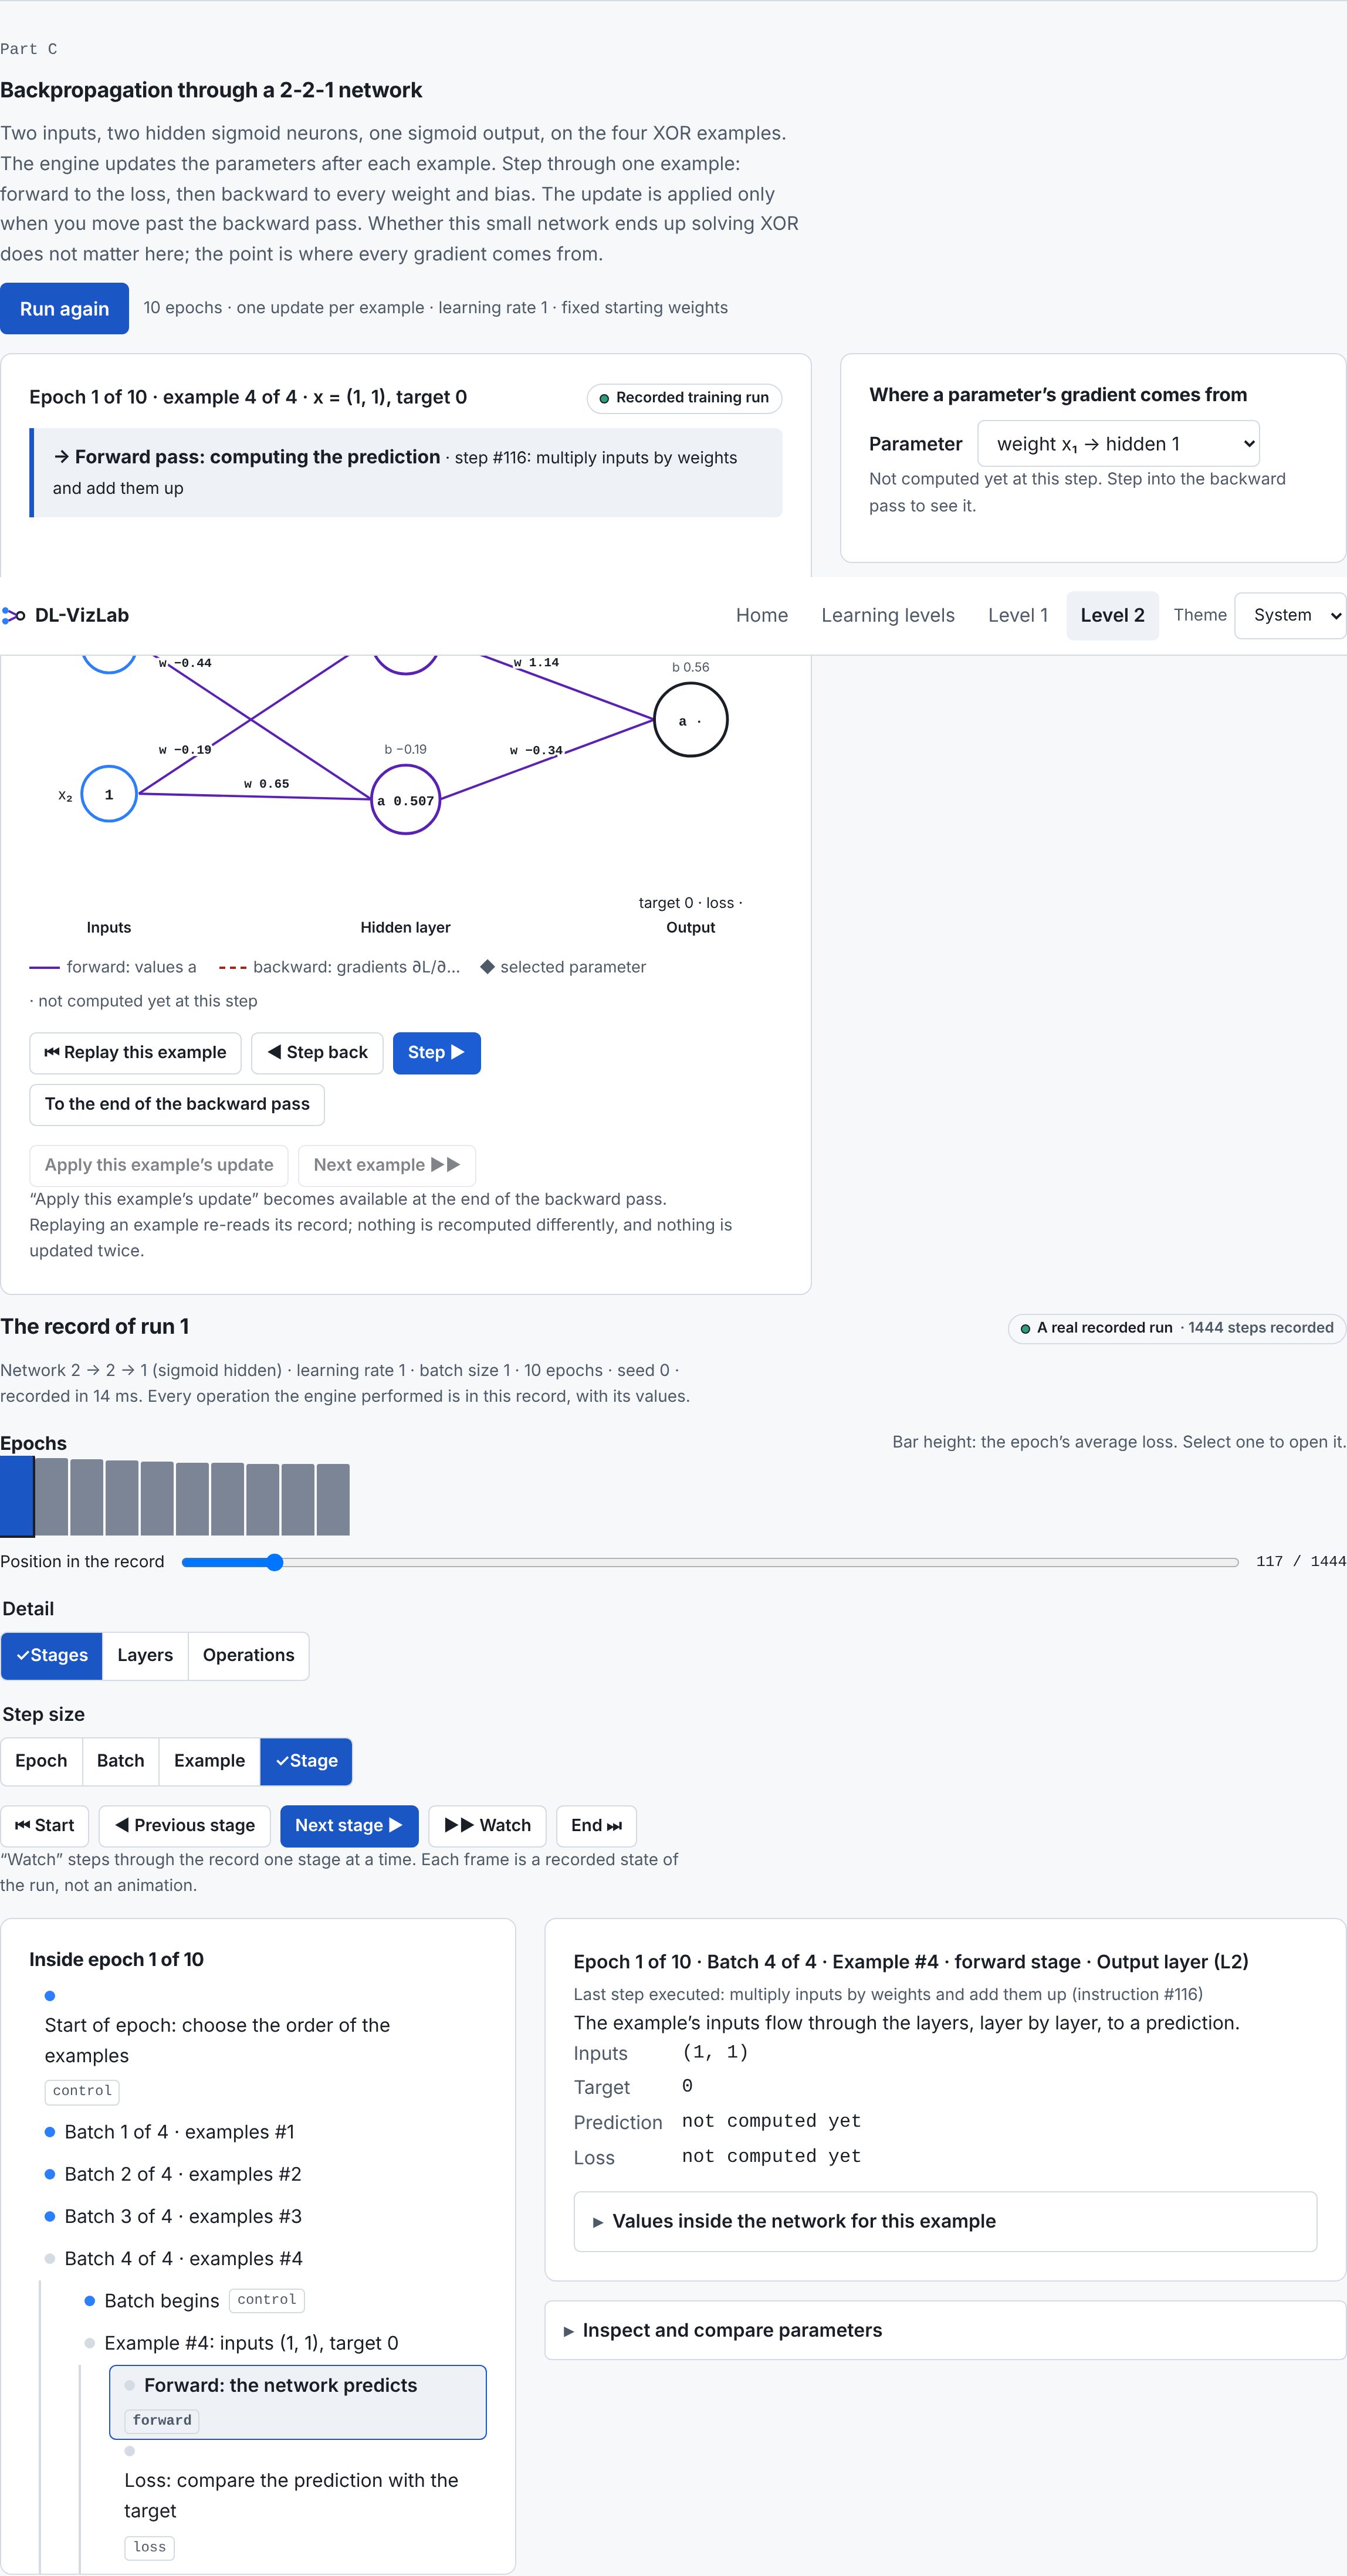 Part C
Backpropagation through a 2-2-1 network
Two inputs, two hidden sigmoid neurons, one sigmoid output, on the four XOR examples.
The engine updates the parameters after each example. Step through one example:
forward to the loss, then backward to every weight and bias. The update is applied only
when you move past the backward pass. Whether this small network ends up solving XOR
does not matter here; the point is where every gradient comes from.
Run again
10 epochs · one update per example · learning rate 1 · fixed starting weights
Epoch 1 of 10 · example 4 of 4 · x = (1, 1), target 0
Recorded training run
→ Forward pass: computing the prediction · step #116: multiply inputs by weights
and add them up
Where a parameter’s gradient comes from
Parameter
weight x₁ → hidden 1
Not computed yet at this step. Step into the backward
pass to see it.
DL-VizLab
Home
Learning levels
Level 1
Level 2
Theme
System
w −0.44
w 1.14
b 0.56
a ·
w −0.19
b −0.19
w −0.34
w 0.65
x₂
1
a 0.507
target 0 · loss ·
Inputs
Hidden layer
Output
forward: values a
backward: gradients ∂L/∂…
◆ selected parameter
· not computed yet at this step
⏮ Replay this example
◀ Step back
Step ▶
To the end of the backward pass
Apply this example’s update
Next example ▶▶
“Apply this example’s update” becomes available at the end of the backward pass.
Replaying an example re-reads its record; nothing is recomputed differently, and nothing is
updated twice.
The record of run 1
A real recorded run · 1444 steps recorded
Network 2 → 2 → 1 (sigmoid hidden) · learning rate 1 · batch size 1 · 10 epochs · seed 0 ·
recorded in 14 ms. Every operation the engine performed is in this record, with its values.
Epochs
Bar height: the epoch’s average loss. Select one to open it.
Position in the record
117 / 1444
Detail
✓Stages
Layers
Operations
Step size
Epoch
Batch
Example
✓Stage
⏮ Start
◀ Previous stage
Next stage ▶
▶▶ Watch
End ⏭
“Watch” steps through the record one stage at a time. Each frame is a recorded state of
the run, not an animation.
Inside epoch 1 of 10
Start of epoch: choose the order of the
examples
control
Batch 1 of 4 · examples #1
Batch 2 of 4 · examples #2
Batch 3 of 4 · examples #3
Batch 4 of 4 · examples #4
Batch begins
control
Example #4: inputs (1, 1), target 0
Forward: the network predicts
forward
Loss: compare the prediction with the
target
loss
Epoch 1 of 10 · Batch 4 of 4 · Example #4 · forward stage · Output layer (L2)
Last step executed: multiply inputs by weights and add them up (instruction #116)
The example’s inputs flow through the layers, layer by layer, to a prediction.
Inputs (1, 1)
Target 0
Prediction not computed yet
Loss not computed yet
▸ Values inside the network for this example
▸ Inspect and compare parameters